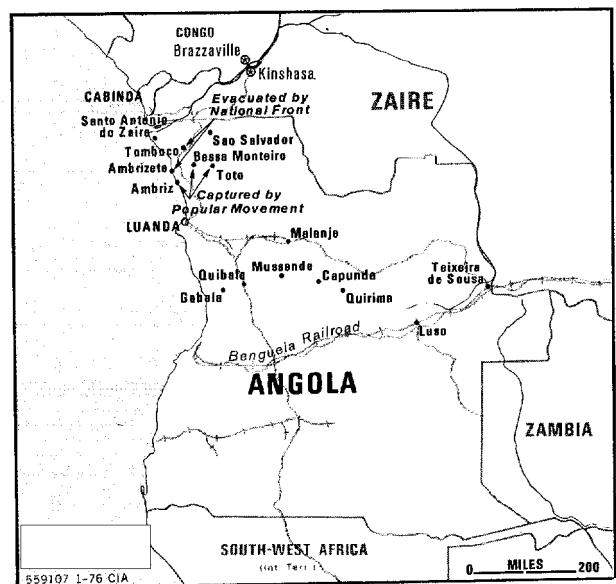 CONGO
Brazzaville
Kinshasa
CABINDA
ZAIRE
Evacuated by
National Front
Santo Antonio
do Zaire
Sao Salvador
Tomboco
Bessa Monteiro
Ambrizete
Toto
Ambriz
Captured by
Popular Movement
LUANDA
Malanje
Quibala
Mussende
Capunda
Teixeira
de Sousa
Gabela
Quirima
Luso
Benguela Railroad
ANGOLA
ZAMBIA
SOUTH-WEST AFRICA
(Int. Terr.)
0 MILES 200
559107 1-76 CIA